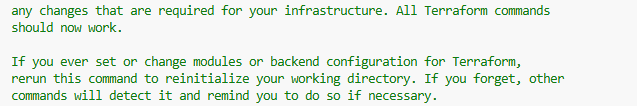 any changes that are required for your infrastructure. All Terraform commands
should now work.
If you ever set or change modules or backend configuration for Terraform,
rerun this command to reinitialize your working directory. If you forget, other
commands will detect it and remind you to do so if necessary.